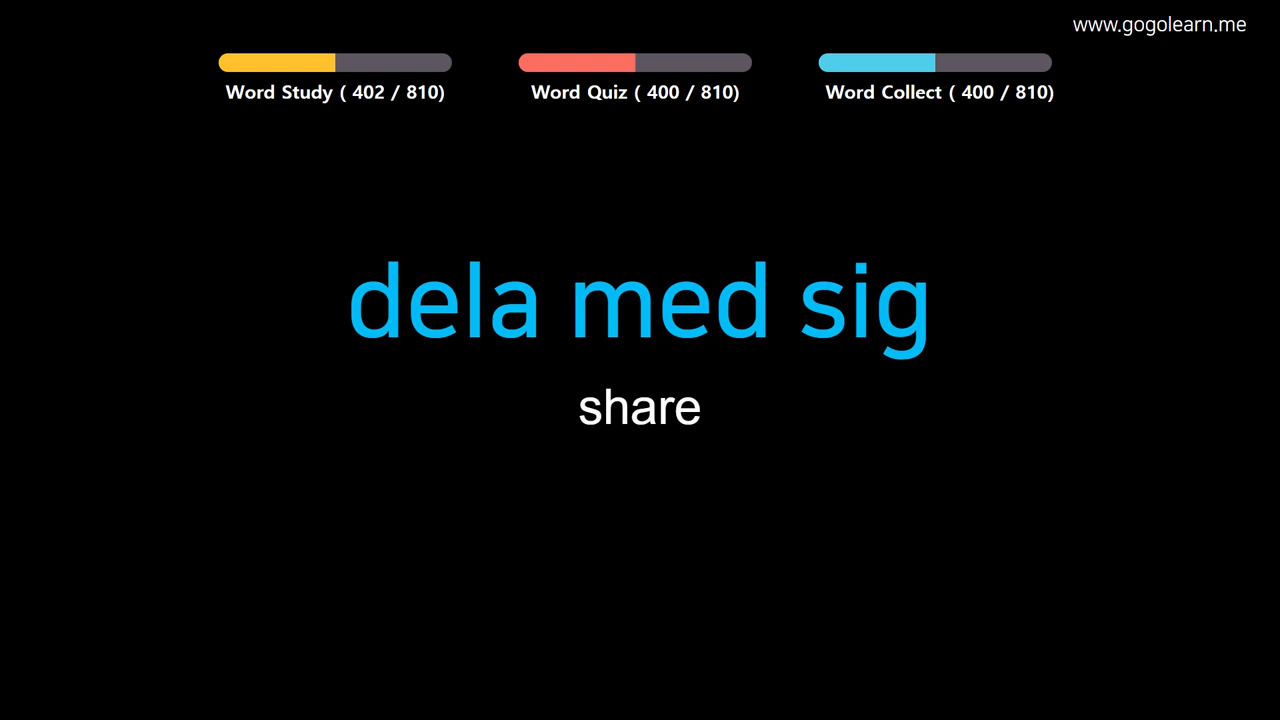 www.gogolearn.me
Word Study ( 402 / 810)
Word Quiz ( 400 / 810)
Word Collect ( 400 / 810)
dela med sig
share